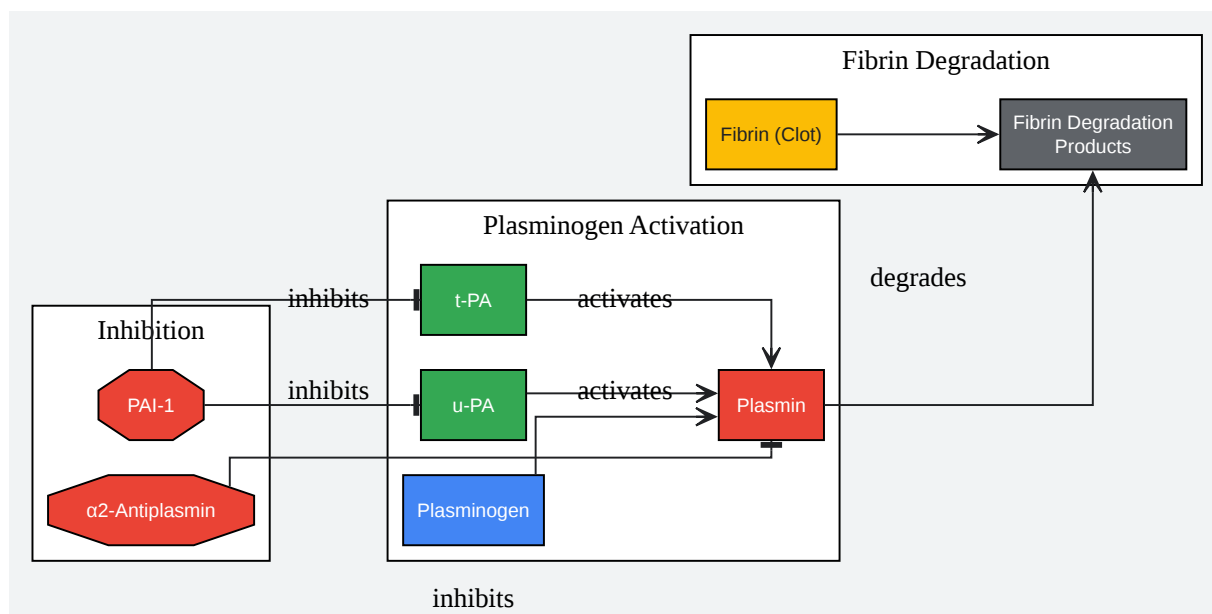 Fibrin Degradation
Fibrin (Clot)
Fibrin Degradation
Products
Plasminogen Activation
degrades
inhibits
t-PA
activates
Inhibition
PAI-1
inhibits
u-PA
activates
Plasmin
α2-Antiplasmin
Plasminogen
inhibits